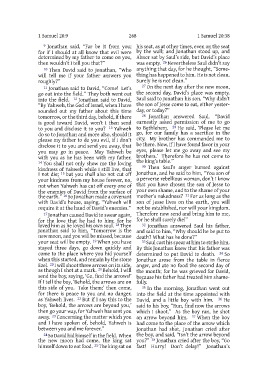 1 Samuel 20:9
268
1 Samuel 20:38
9 Jonathan said, “Far be it from you;
for if I should at all know that evil were
determined by my father to come on you,
then wouldn’t I tell you that?”
10 Then David said to Jonathan, “Who
will tell me if your father answers you
roughly?”
11 Jonathan said to David, “Come! Let’s
go out into the field.” They both went out
into the field. 12 Jonathan said to David,
“By Yahweh, the God of Israel, when I have
sounded out my father about this time
tomorrow, or the third day, behold, if there
is good toward David, won’t I then send
to you and disclose it to you? 13 Yahweh
do so to Jonathan and more also, should it
please my father to do you evil, if I don’t
disclose it to you and send you away, that
you may go in peace. May Yahweh be
with you as he has been with my father.
14 You shall not only show me the loving
kindness of Yahweh while I still live, that
I not die; 15 but you shall also not cut off
your kindness from my house forever, no,
not when Yahweh has cut off every one of
the enemies of David from the surface of
the earth.” 16 So Jonathan made a covenant
with David’s house, saying, “Yahweh will
require it at the hand of David’s enemies.”
17 Jonathan caused David to swear again,
for the love that he had to him; for he
loved him as he loved his own soul. 18 Then
Jonathan said to him, “Tomorrow is the
new moon, and you will be missed, because
your seat will be empty. 19 When you have
stayed three days, go down quickly and
come to the place where you hid yourself
when this started, and remain by the stone
Ezel. 20 I will shoot three arrows on its side,
as though I shot at a mark. 21 Behold, I will
send the boy, saying, ‘Go, find the arrows!’
If I tell the boy, ‘Behold, the arrows are on
this side of you. Take them;’ then come,
for there is peace to you and no danger,
as Yahweh lives. 22 But if I say this to the
boy, ‘Behold, the arrows are beyond you,’
then go your way, for Yahweh has sent you
away. 23 Concerning the matter which you
and I have spoken of, behold, Yahweh is
between you and me forever.”
24 So David hid himself in the field. When
the new moon had come, the king sat
himself down to eat food. 25 The king sat on
his seat, as at other times, even on the seat
by the wall; and Jonathan stood up, and
Abner sat by Saul’s side, but David’s place
was empty. 26 Nevertheless Saul didn’t say
anything that day, for he thought, “Some-
thing has happened to him. He is not clean.
Surely he is not clean.”
27 On the next day after the new moon,
the second day, David’s place was empty.
Saul said to Jonathan his son, “Why didn’t
the son of Jesse come to eat, either yester-
day, or today?”
28 Jonathan answered Saul, “David
earnestly asked permission of me to go
to Bethlehem. 29 He said, ‘Please let me
go, for our family has a sacrifice in the
city. My brother has commanded me to
be there. Now, if I have found favor in your
eyes, please let me go away and see my
brothers.’ Therefore he has not come to
the king’s table.”
30 Then Saul’s anger burned against
Jonathan, and he said to him, “You son of
a perverse rebellious woman, don’t I know
that you have chosen the son of Jesse to
your own shame, and to the shame of your
mother’s nakedness? 31 For as long as the
son of Jesse lives on the earth, you will
not be established, nor will your kingdom.
Therefore now send and bring him to me,
for he shall surely die!”
32 Jonathan answered Saul his father,
and said to him, “Why should he be put to
death? What has he done?”
33 Saul cast his spear at him to strike him.
By this Jonathan knew that his father was
determined to put David to death. 34 So
Jonathan arose from the table in fierce
anger, and ate no food the second day of
the month; for he was grieved for David,
because his father had treated him shame-
fully.
35 In the morning, Jonathan went out
into the field at the time appointed with
David, and a little boy with him. 36 He
said to his boy, “Run, find now the arrows
which I shoot.” As the boy ran, he shot
an arrow beyond him. 37 When the boy
had come to the place of the arrow which
Jonathan had shot, Jonathan cried after
the boy, and said, “Isn’t the arrow beyond
you?” 38 Jonathan cried after the boy, “Go
fast! Hurry! Don’t delay!” Jonathan’s